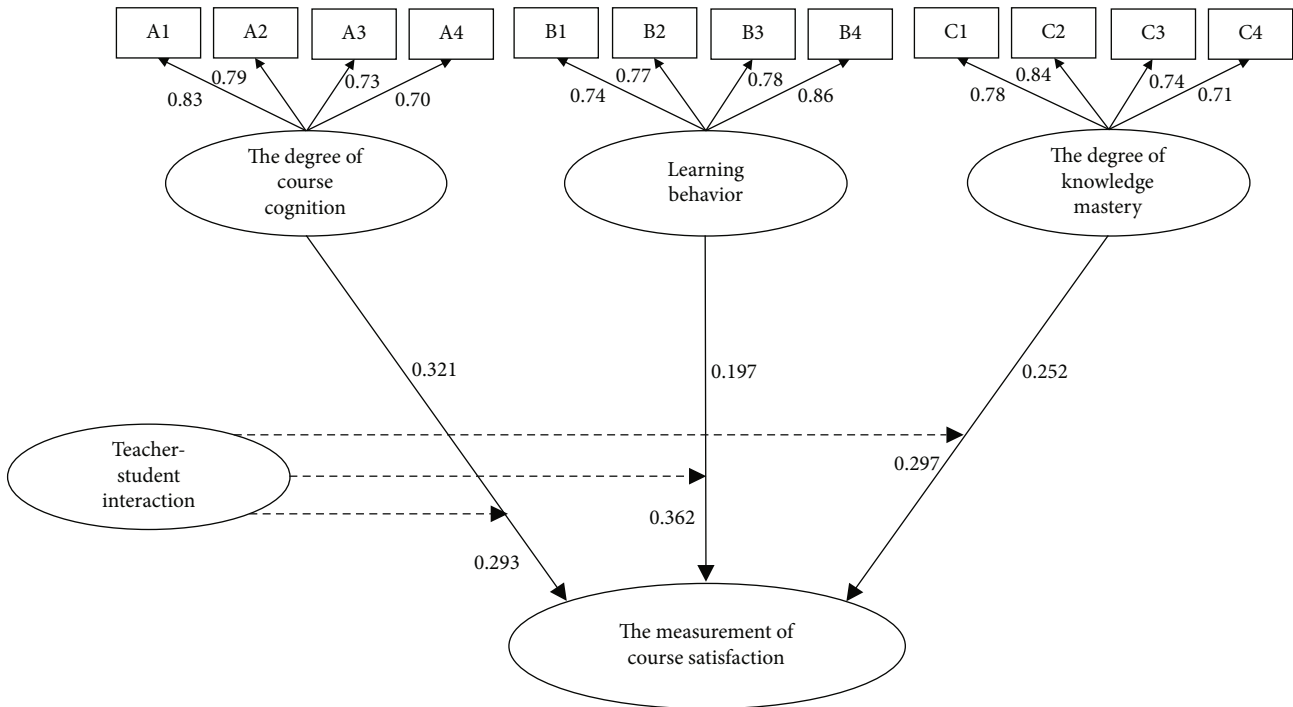 A1
A2
A3
A4
B1
B2
B3
B4
C1
C2
C3
C4
0.83
0.79
0.73
0.70
0.74
0.77
0.78
0.86
0.78
0.84
0.74
0.71
The degree of
course
cognition
Learning
behavior
The degree of
knowledge
mastery
0.321
0.197
0.252
Teacher-
student
interaction
0.297
0.362
0.293
The measurement of
course satisfaction